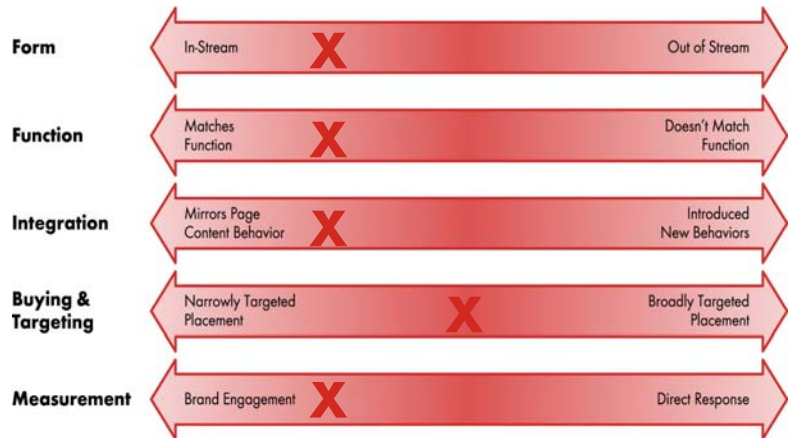 Form
In-Stream
X
Out of Stream
Function
Matches
Function
X
Doesn't Match
Function
Integration
Mirrors Page
Content Behavior
X
Introduced
New Behaviors
Buying &
Targeting
Narrowly Targeted
Placement
X
Broadly Targeted
Placement
Measurement
Brand Engagement
X
Direct Response